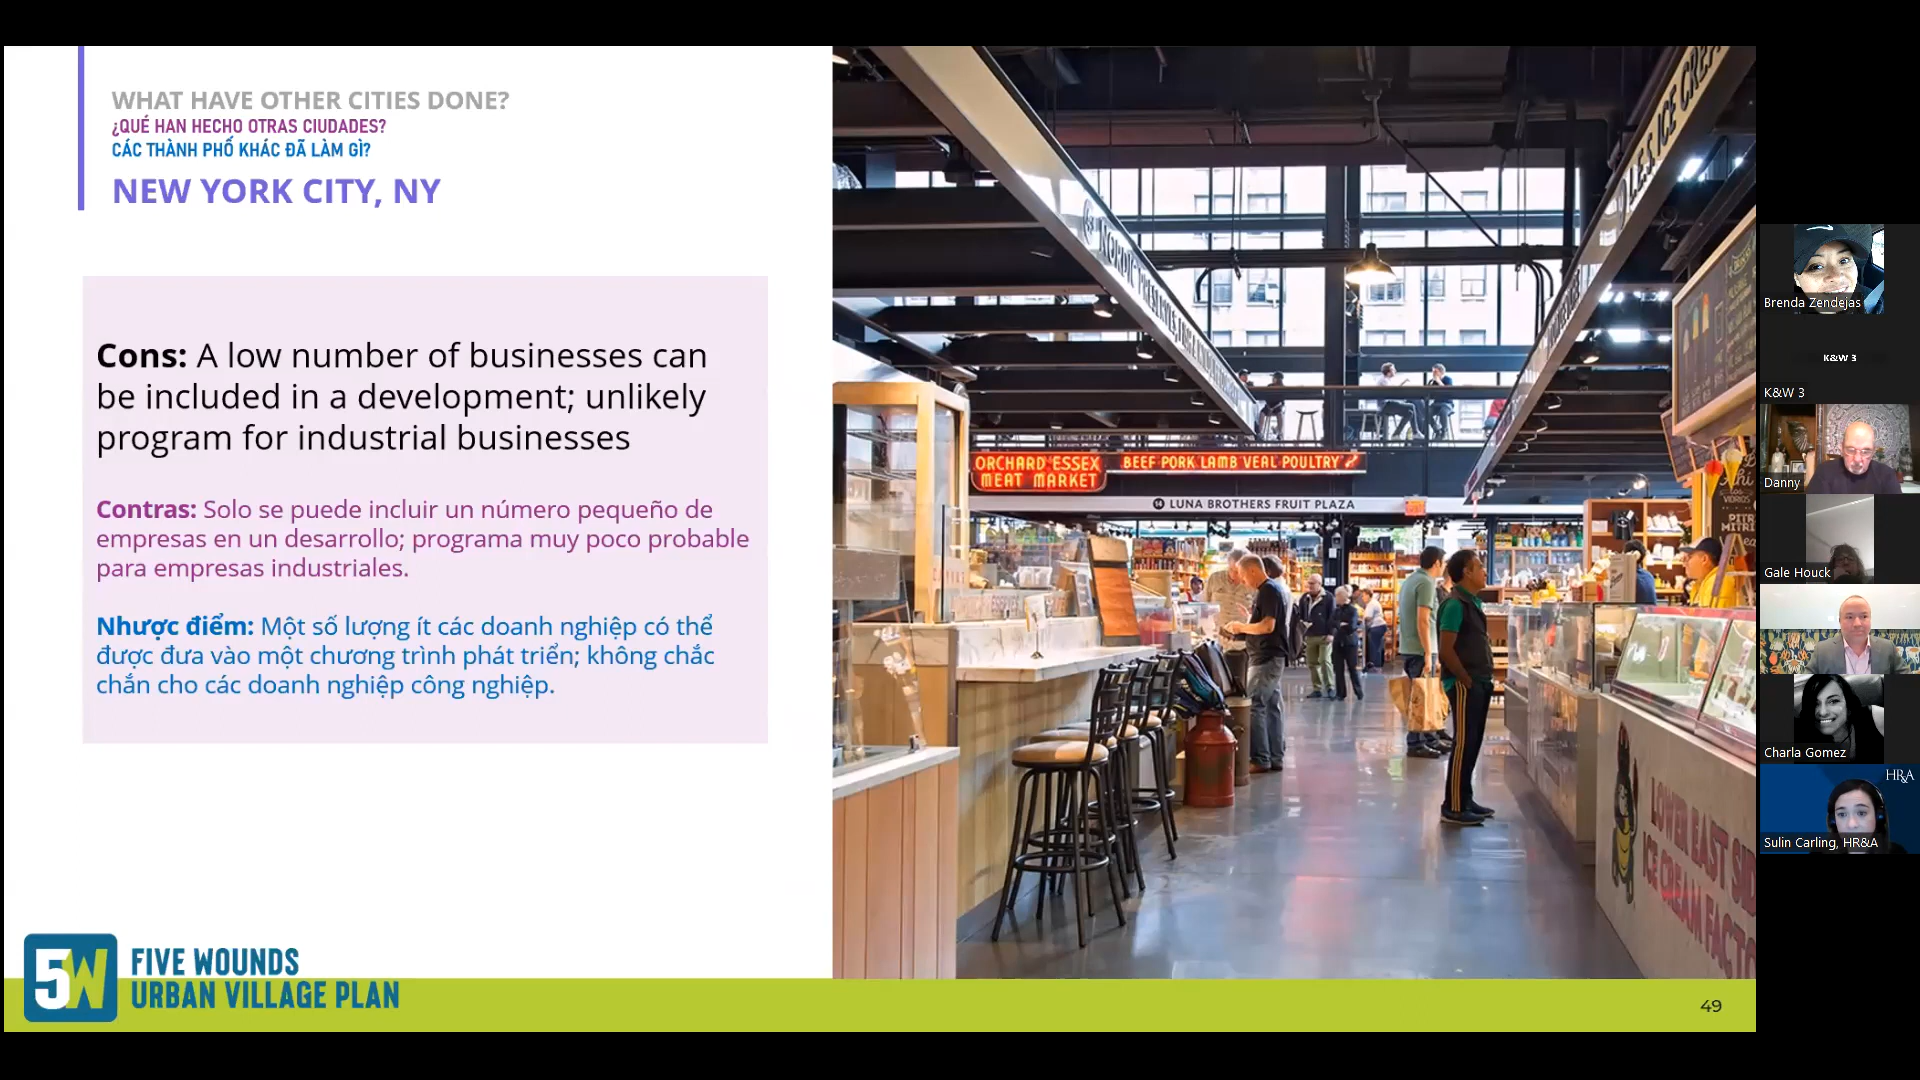 WHAT HAVE OTHER CITIES DONE?
¿QUÉ HAN HECHO OTRAS CIUDADES?
CÁC THÀNH PHỐ KHÁC ĐÃ LÀM GÌ?
NEW YORK CITY, NY
Cons: A low number of businesses can
be included in a development; unlikely
program for industrial businesses
Contras: Solo se puede incluir un número pequeño de
empresas en un desarrollo; programa muy poco probable
para empresas industriales.
Nhược điểm: Một số lượng ít các doanh nghiệp có thể
được đưa vào một chương trình phát triển; không chắc
chắn cho các doanh nghiệp công nghiệp.
5W
FIVE WOUNDS
URBAN VILLAGE PLAN
49
ORCHARD ESSEX
MEAT MARKET
BEEF PORK LAMB VEAL POULTRY
14 LUNA BROTHERS FRUIT PLAZA
LOWER EAST SIDE
ICE CREAM FACTO
Brenda Zendejas
K&W 3
K&W 3
Danny
Gale Houck
Charla Gomez
HR&A
Sulin Carling, HR&A